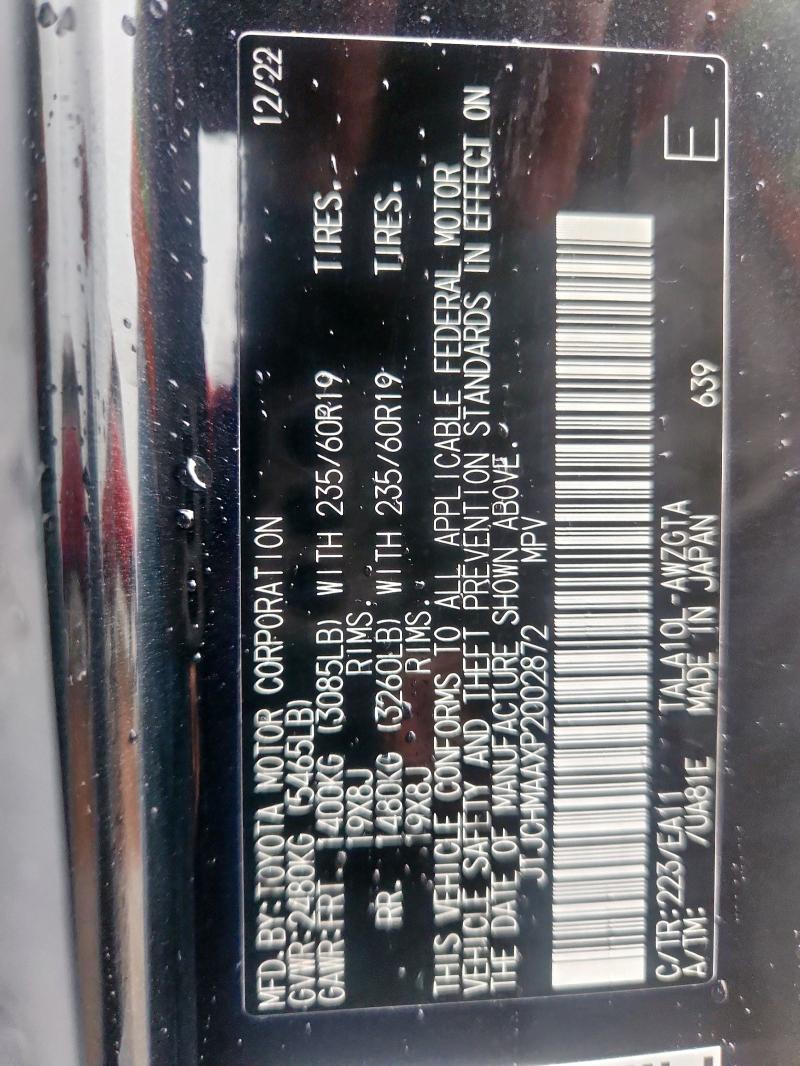 MFD.BY:TOYOTA MOTOR CORPORATION 12/22
GVWR:2480KG (5465LB)
GAWR:FRT. 1400KG (3085LB) WITH 235/60R19 TIRES.
19X8J RIMS.
RR. 1480KG (3260LB) WITH 235/60R19 TIRES.
19X8J RIMS.
THIS VEHICLE CONFORMS TO ALL APPLICABLE FEDERAL MOTOR
VEHICLE SAFETY AND THEFT PREVENTION STANDARDS IN EFFECT ON
THE DATE OF MANUFACTURE SHOWN ABOVE.
JTJCHMAAXP2002872 MPV
C/TR:223/EA11 TALA10L-AWZGTA E
A/TM: /UA81E MADE IN JAPAN 639